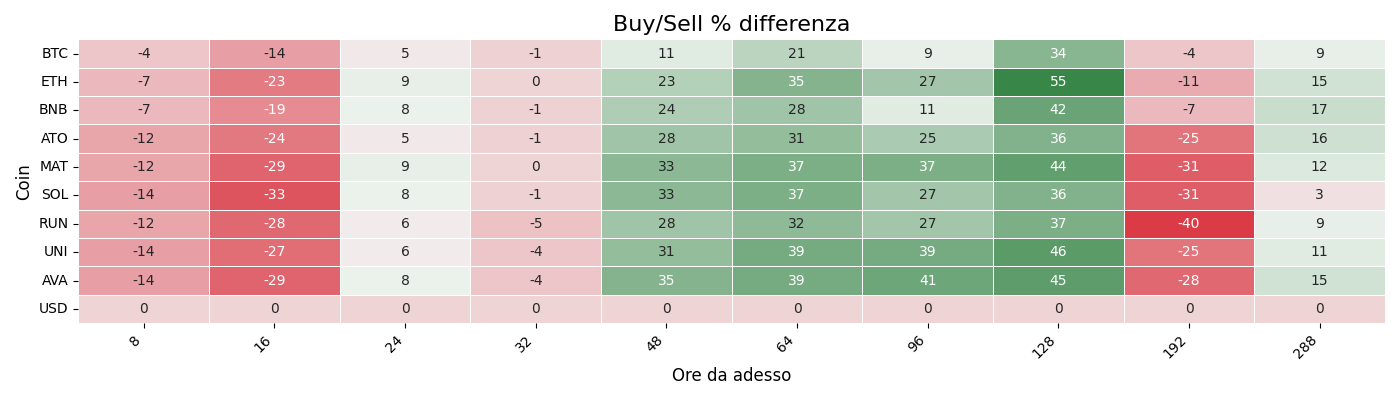 Buy/Sell % differenza
BTC -4 -14 5 -1 11 21 9 34 -4 9
ETH -7 -23 9 0 23 35 27 55 -11 15
BNB -7 -19 8 -1 24 28 11 42 -7 17
ATO -12 -24 5 -1 28 31 25 36 -25 16
MAT -12 -29 9 0 33 37 37 44 -31 12
SOL -14 -33 8 -1 33 37 27 36 -31 3
RUN -12 -28 6 -5 28 32 27 37 -40 9
UNI -14 -27 6 -4 31 39 39 46 -25 11
AVA -14 -29 8 -4 35 39 41 45 -28 15
USD 0 0 0 0 0 0 0 0 0 0
Coin
8 16 24 32 48 64 96 128 192 288
Ore da adesso